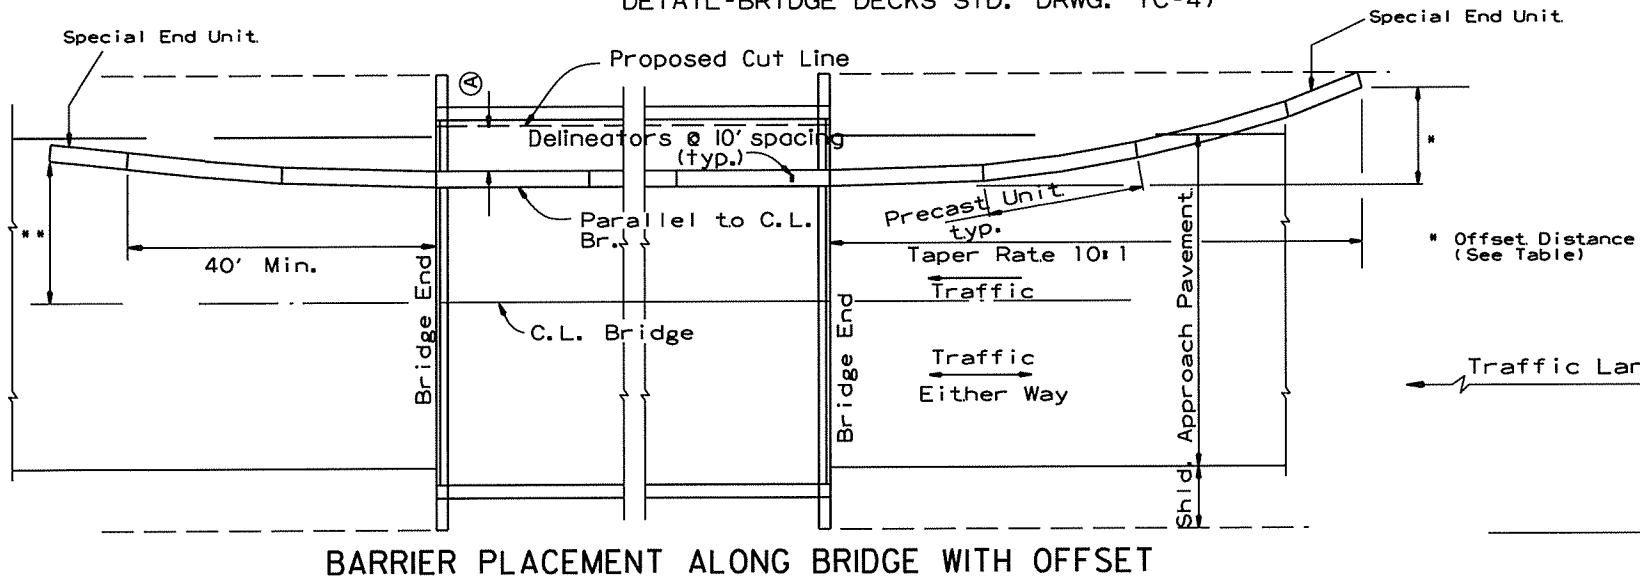 DETAIL-BRIDGE DECKS STD. DRWG. TC-4)
Special End Unit.
Special End Unit.
Proposed Cut Line
A
Delineators @ 10' spacing
(typ.)
*
Precast Unit
typ.
Parallel to C.L.
Br.
**
40' Min.
Taper Rate 10:1
* Offset Distance
(See Table)
Traffic
C.L. Bridge
Bridge End
Bridge End
Traffic
Either Way
Shld. Approach Pavement.
Traffic Lar
BARRIER PLACEMENT ALONG BRIDGE WITH OFFSET